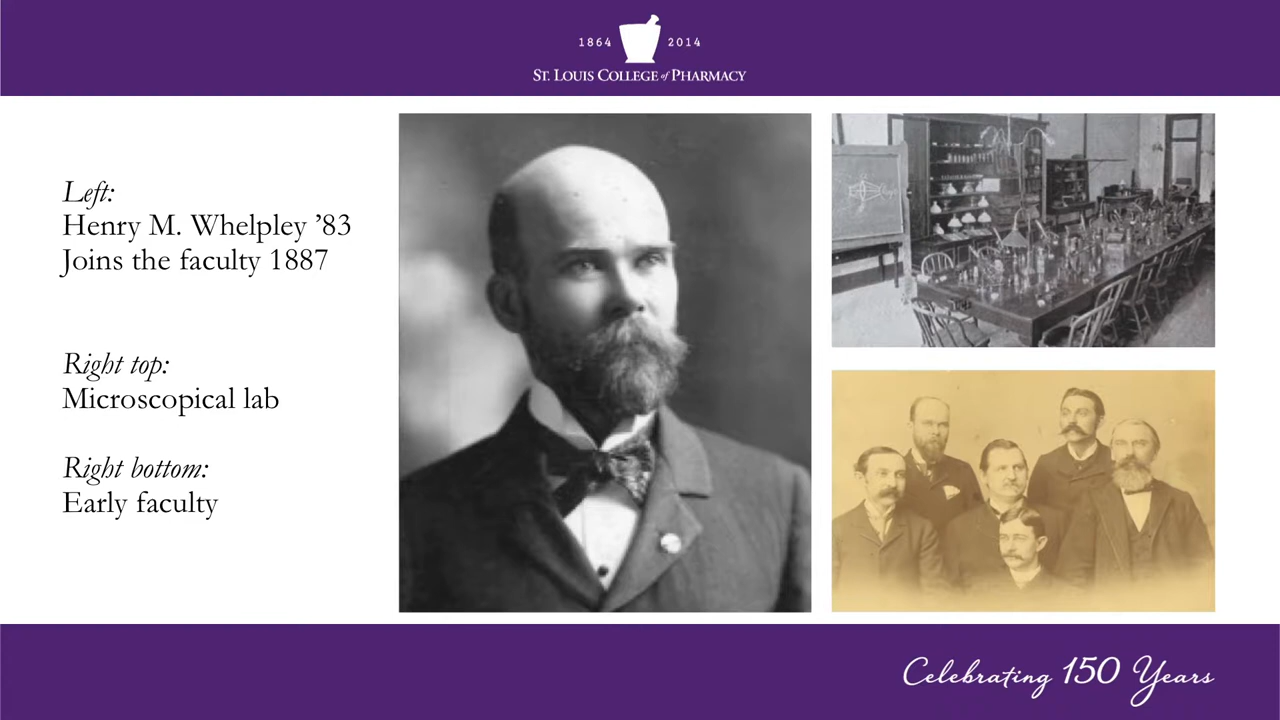 1864 2014
St. Louis College of Pharmacy
Left:
Henry M. Whelpley ’83
Joins the faculty 1887
Right top:
Microscopical lab
Right bottom:
Early faculty
Celebrating 150 Years